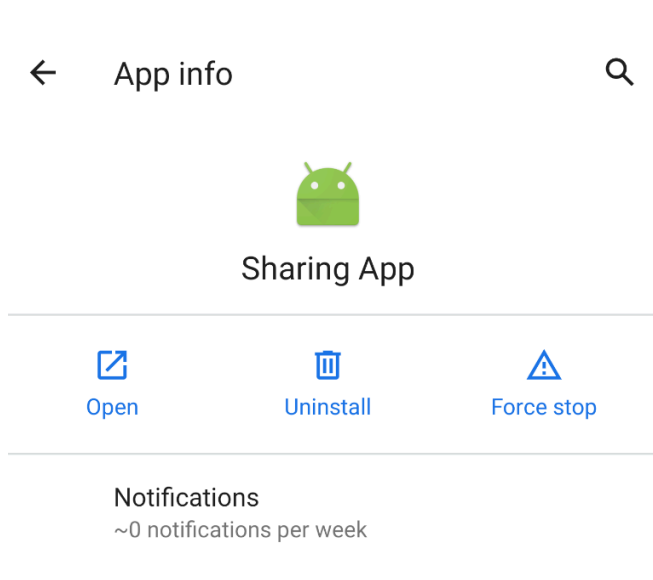 App info
Sharing App
Open
Uninstall
Force stop
Notifications
~0 notifications per week